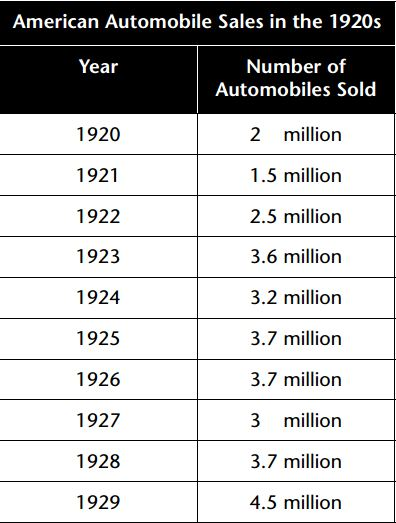 American Automobile Sales in the 1920s
Year Number of
Automobiles Sold
1920 2 million
1921 1.5 million
1922 2.5 million
1923 3.6 million
1924 3.2 million
1925 3.7 million
1926 3.7 million
1927 3 million
1928 3.7 million
1929 4.5 million